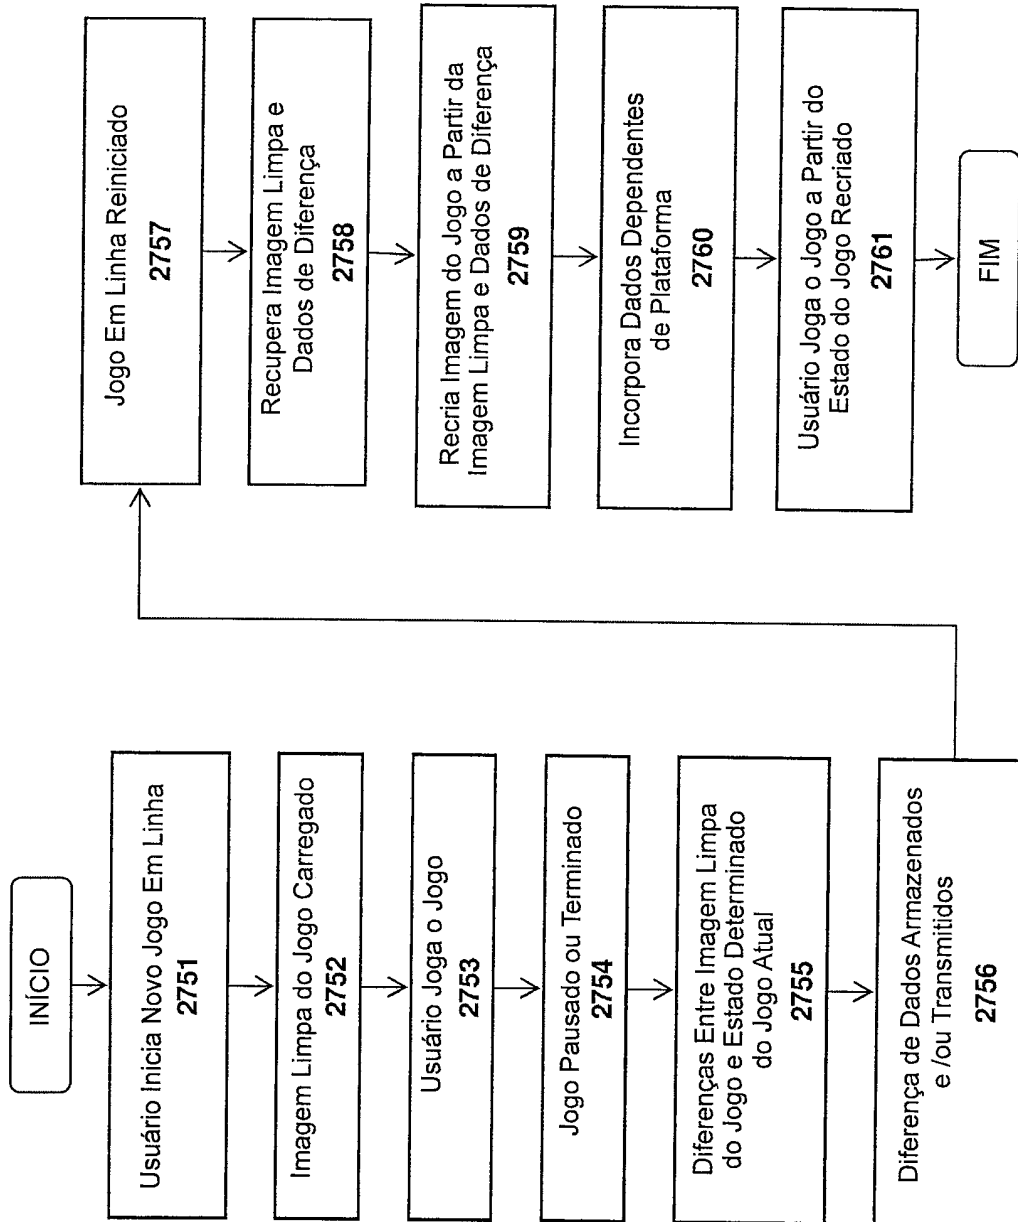 INÍCIO
Usuário Inicia Novo Jogo Em Linha
2751
Imagem Limpa do Jogo Carregado
2752
Usuário Joga o Jogo
2753
Jogo Pausado ou Terminado
2754
Diferenças Entre Imagem Limpa
do Jogo e Estado Determinado
do Jogo Atual
2755
Diferença de Dados Armazenados
e /ou Transmitidos
2756
Jogo Em Linha Reiniciado
2757
Recupera Imagem Limpa e
Dados de Diferença
2758
Recria Imagem do Jogo a Partir da
Imagem Limpa e Dados de Diferença
2759
Incorpora Dados Dependentes
de Plataforma
2760
Usuário Joga o Jogo a Partir do
Estado do Jogo Recriado
2761
FIM